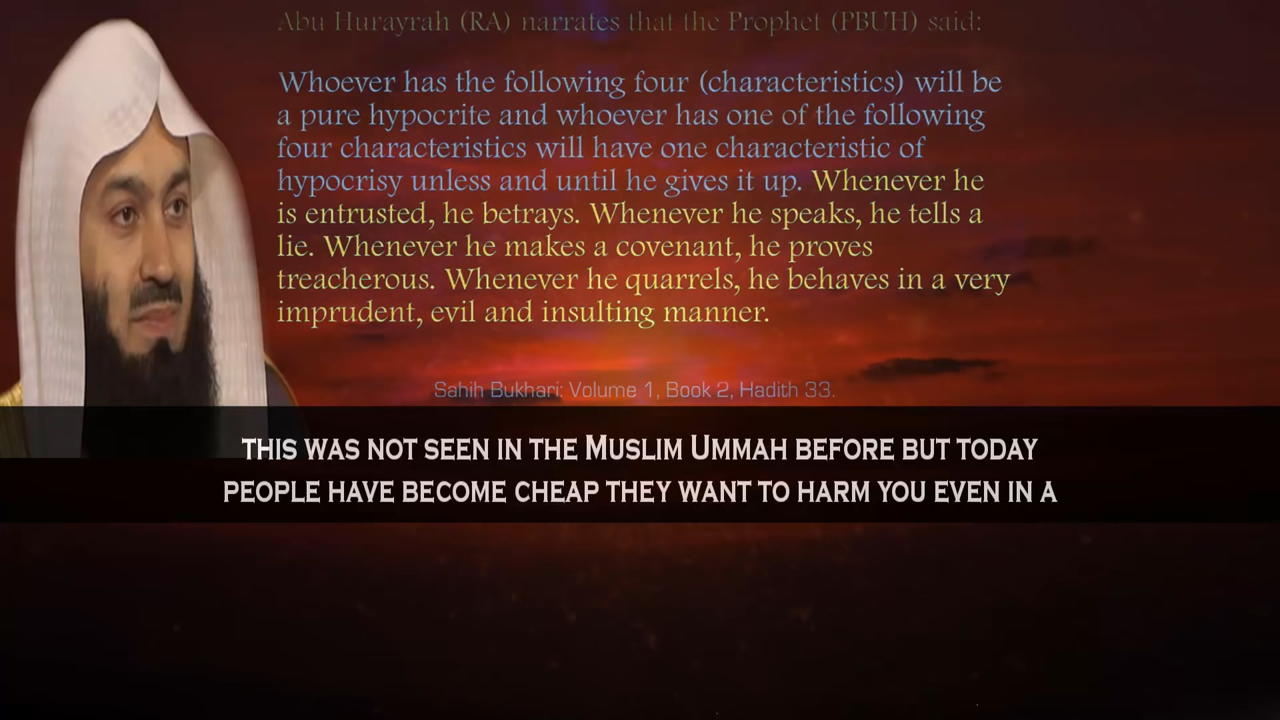 Abu Hurayrah (RA) narrates that the Prophet (PBUH) said:
Whoever has the following four (characteristics) will be
a pure hypocrite and whoever has one of the following
four characteristics will have one characteristic of
hypocrisy unless and until he gives it up. Whenever he
is entrusted, he betrays. Whenever he speaks, he tells a
lie. Whenever he makes a covenant, he proves
treacherous. Whenever he quarrels, he behaves in a very
imprudent, evil and insulting manner.
Sahih Bukhari: Volume 1, Book 2, Hadith 33.
THIS WAS NOT SEEN IN THE MUSLIM UMMAH BEFORE BUT TODAY
PEOPLE HAVE BECOME CHEAP THEY WANT TO HARM YOU EVEN IN A